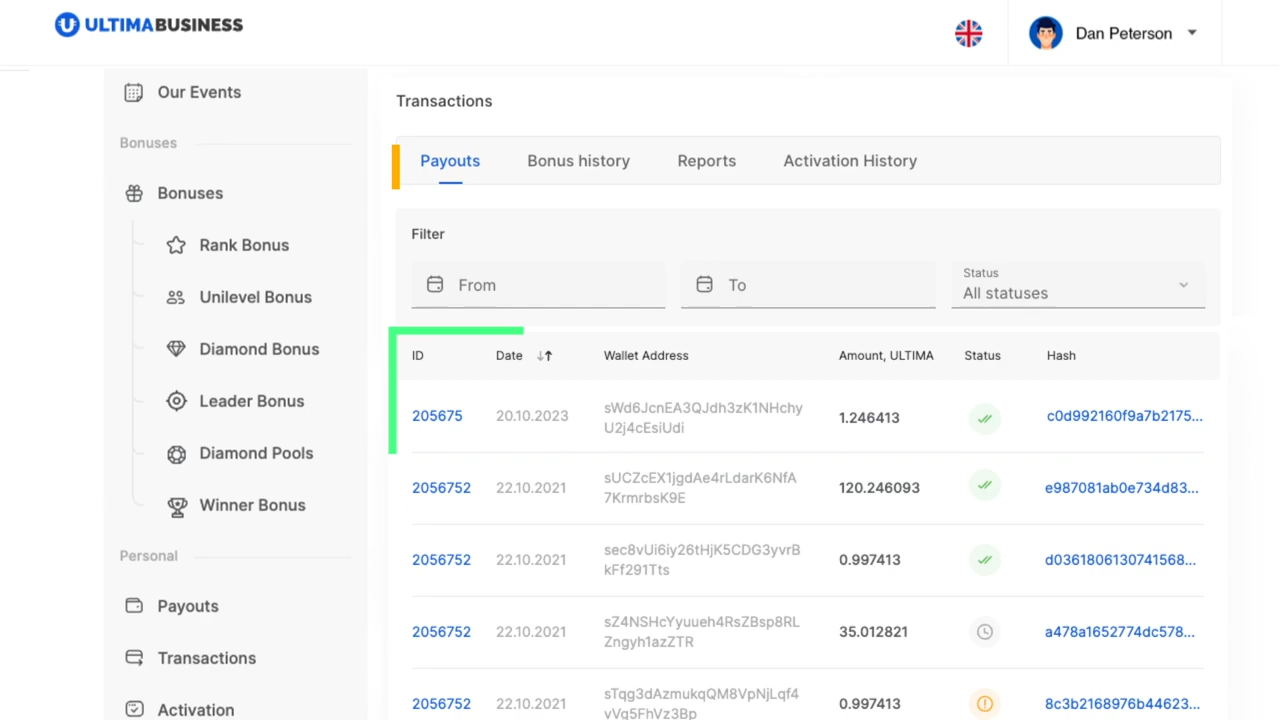 ULTIMABUSINESS
Dan Peterson
Our Events
Bonuses
Bonuses
Rank Bonus
Unilevel Bonus
Diamond Bonus
Leader Bonus
Diamond Pools
Winner Bonus
Personal
Payouts
Transactions
Activation
Transactions
Payouts Bonus history Reports Activation History
Filter
From To Status
All statuses
ID Date Wallet Address Amount, ULTIMA Status Hash
205675 20.10.2023 sWd6JcnEA3QJdh3zK1NHchy 1.246413 c0d992160f9a7b2175...
U2j4cEsiUdi
2056752 22.10.2021 sUCZcEX1jgdAe4rLdarK6NfA 120.246093 e987081ab0e734d83...
7KrmrbsK9E
2056752 22.10.2021 sec8vUi6iy26tHjK5CDG3yvrB 0.997413 d0361806130741568...
kFf291Tts
2056752 22.10.2021 sZ4NSHcYyuueh4RsZBsp8RL 35.012821 a478a1652774dc578...
Zngyh1azZTR
2056752 22.10.2021 sTqg3dAzmukqQM8VpNjLqf4 0.997413 8c3b2168976b44623...
vVg5FhVz3Bp